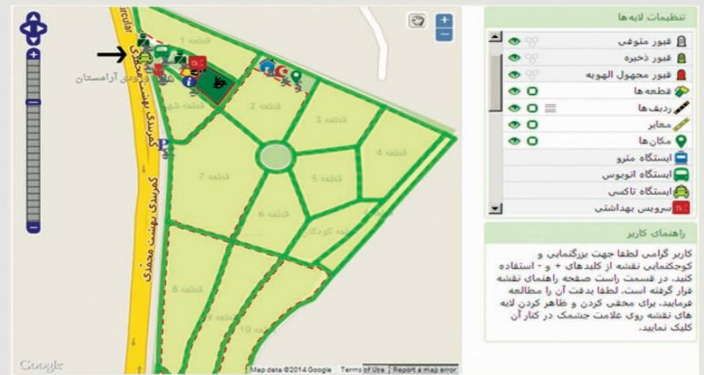 تنظیمات لایه ها
قبور متوفی
قبور ذخیره
قبور مجهول الهویه
قطعه ها
ردیف ها
معابر
مکان ها
ایستگاه مترو
ایستگاه اتوبوس
ایستگاه تاکسی
سرویس بهداشتی
راهنمای کاربر
کاربر گرامی لطفا جهت بزرگنمایی و
کوچکنمایی نقشه از کلیدهای + و - استفاده
کنید. در قسمت راست صفحه راهنمای نقشه
قرار گرفته است. لطفا بدقت آن را مطالعه
فرمایید. برای مخفی کردن و ظاهر کردن لایه
های نقشه روی علامت چشمک در کنار آن
کلیک نمایید.
Circular
قطعه 1
آرامستان
قطعه 2
قطعه 3
قطعه 4
قطعه 5
قطعه 6
قطعه 7
قطعه 8
10
کمربندی بهشت محمدی
کمربندی بهشت محمدی
P
Google
Map data ©2014 Google
Terms of Use
Report a map error